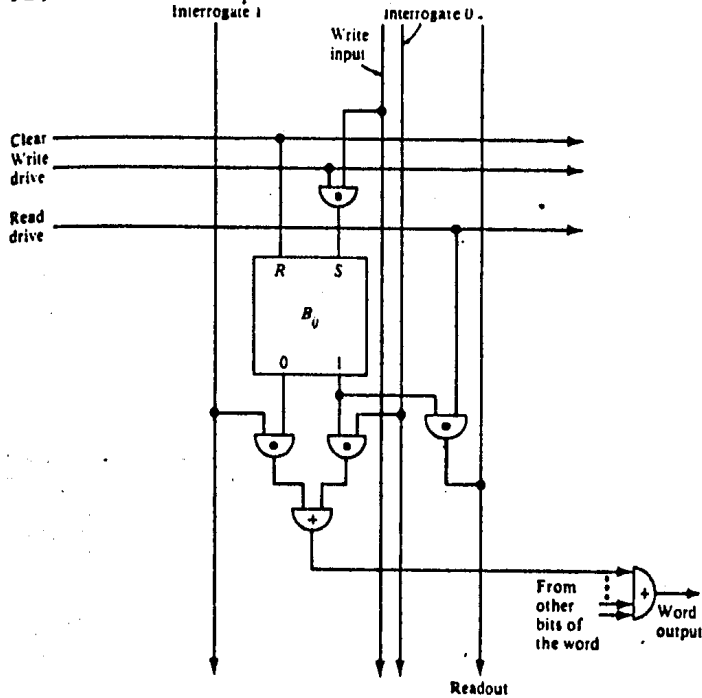 Interrogate 1
Interrogate 0
Write
input
Clear
Write
drive
Read
drive
R S
B_ij
0 1
+
From
other
bits of
the word
+
Word
output
Readout